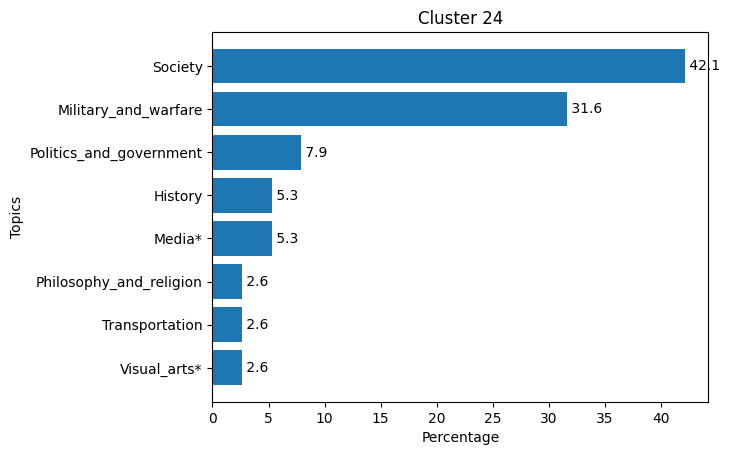 Cluster 24
Topics
Society 42.1
Military_and_warfare 31.6
Politics_and_government 7.9
History 5.3
Media* 5.3
Philosophy_and_religion 2.6
Transportation 2.6
Visual_arts* 2.6
0 5 10 15 20 25 30 35 40
Percentage